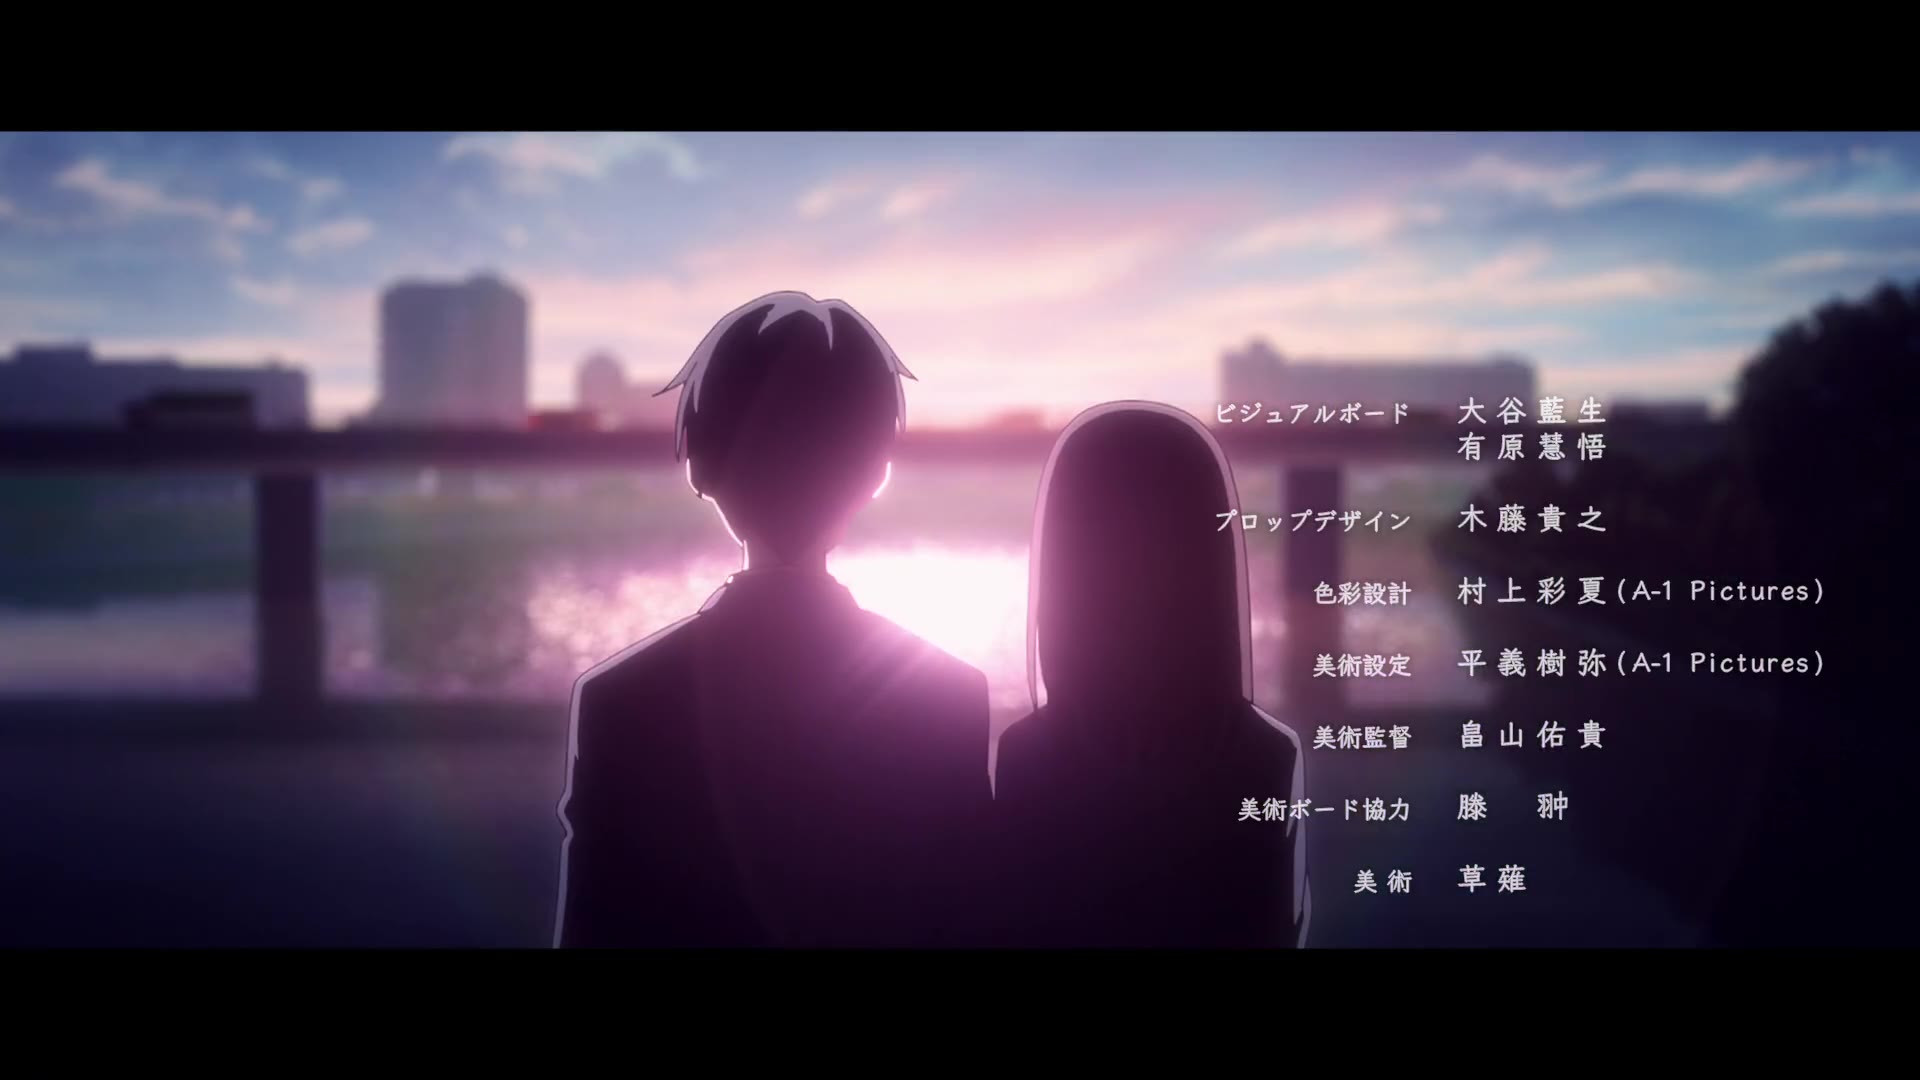 ビジュアルボード 大谷藍生
有原慧悟
プロップデザイン 木藤貴之
色彩設計 村上彩夏(A-1 Pictures)
美術設定 平義樹弥(A-1 Pictures)
美術監督 畠山佑貴
美術ボード協力 滕 翀
美術 草薙